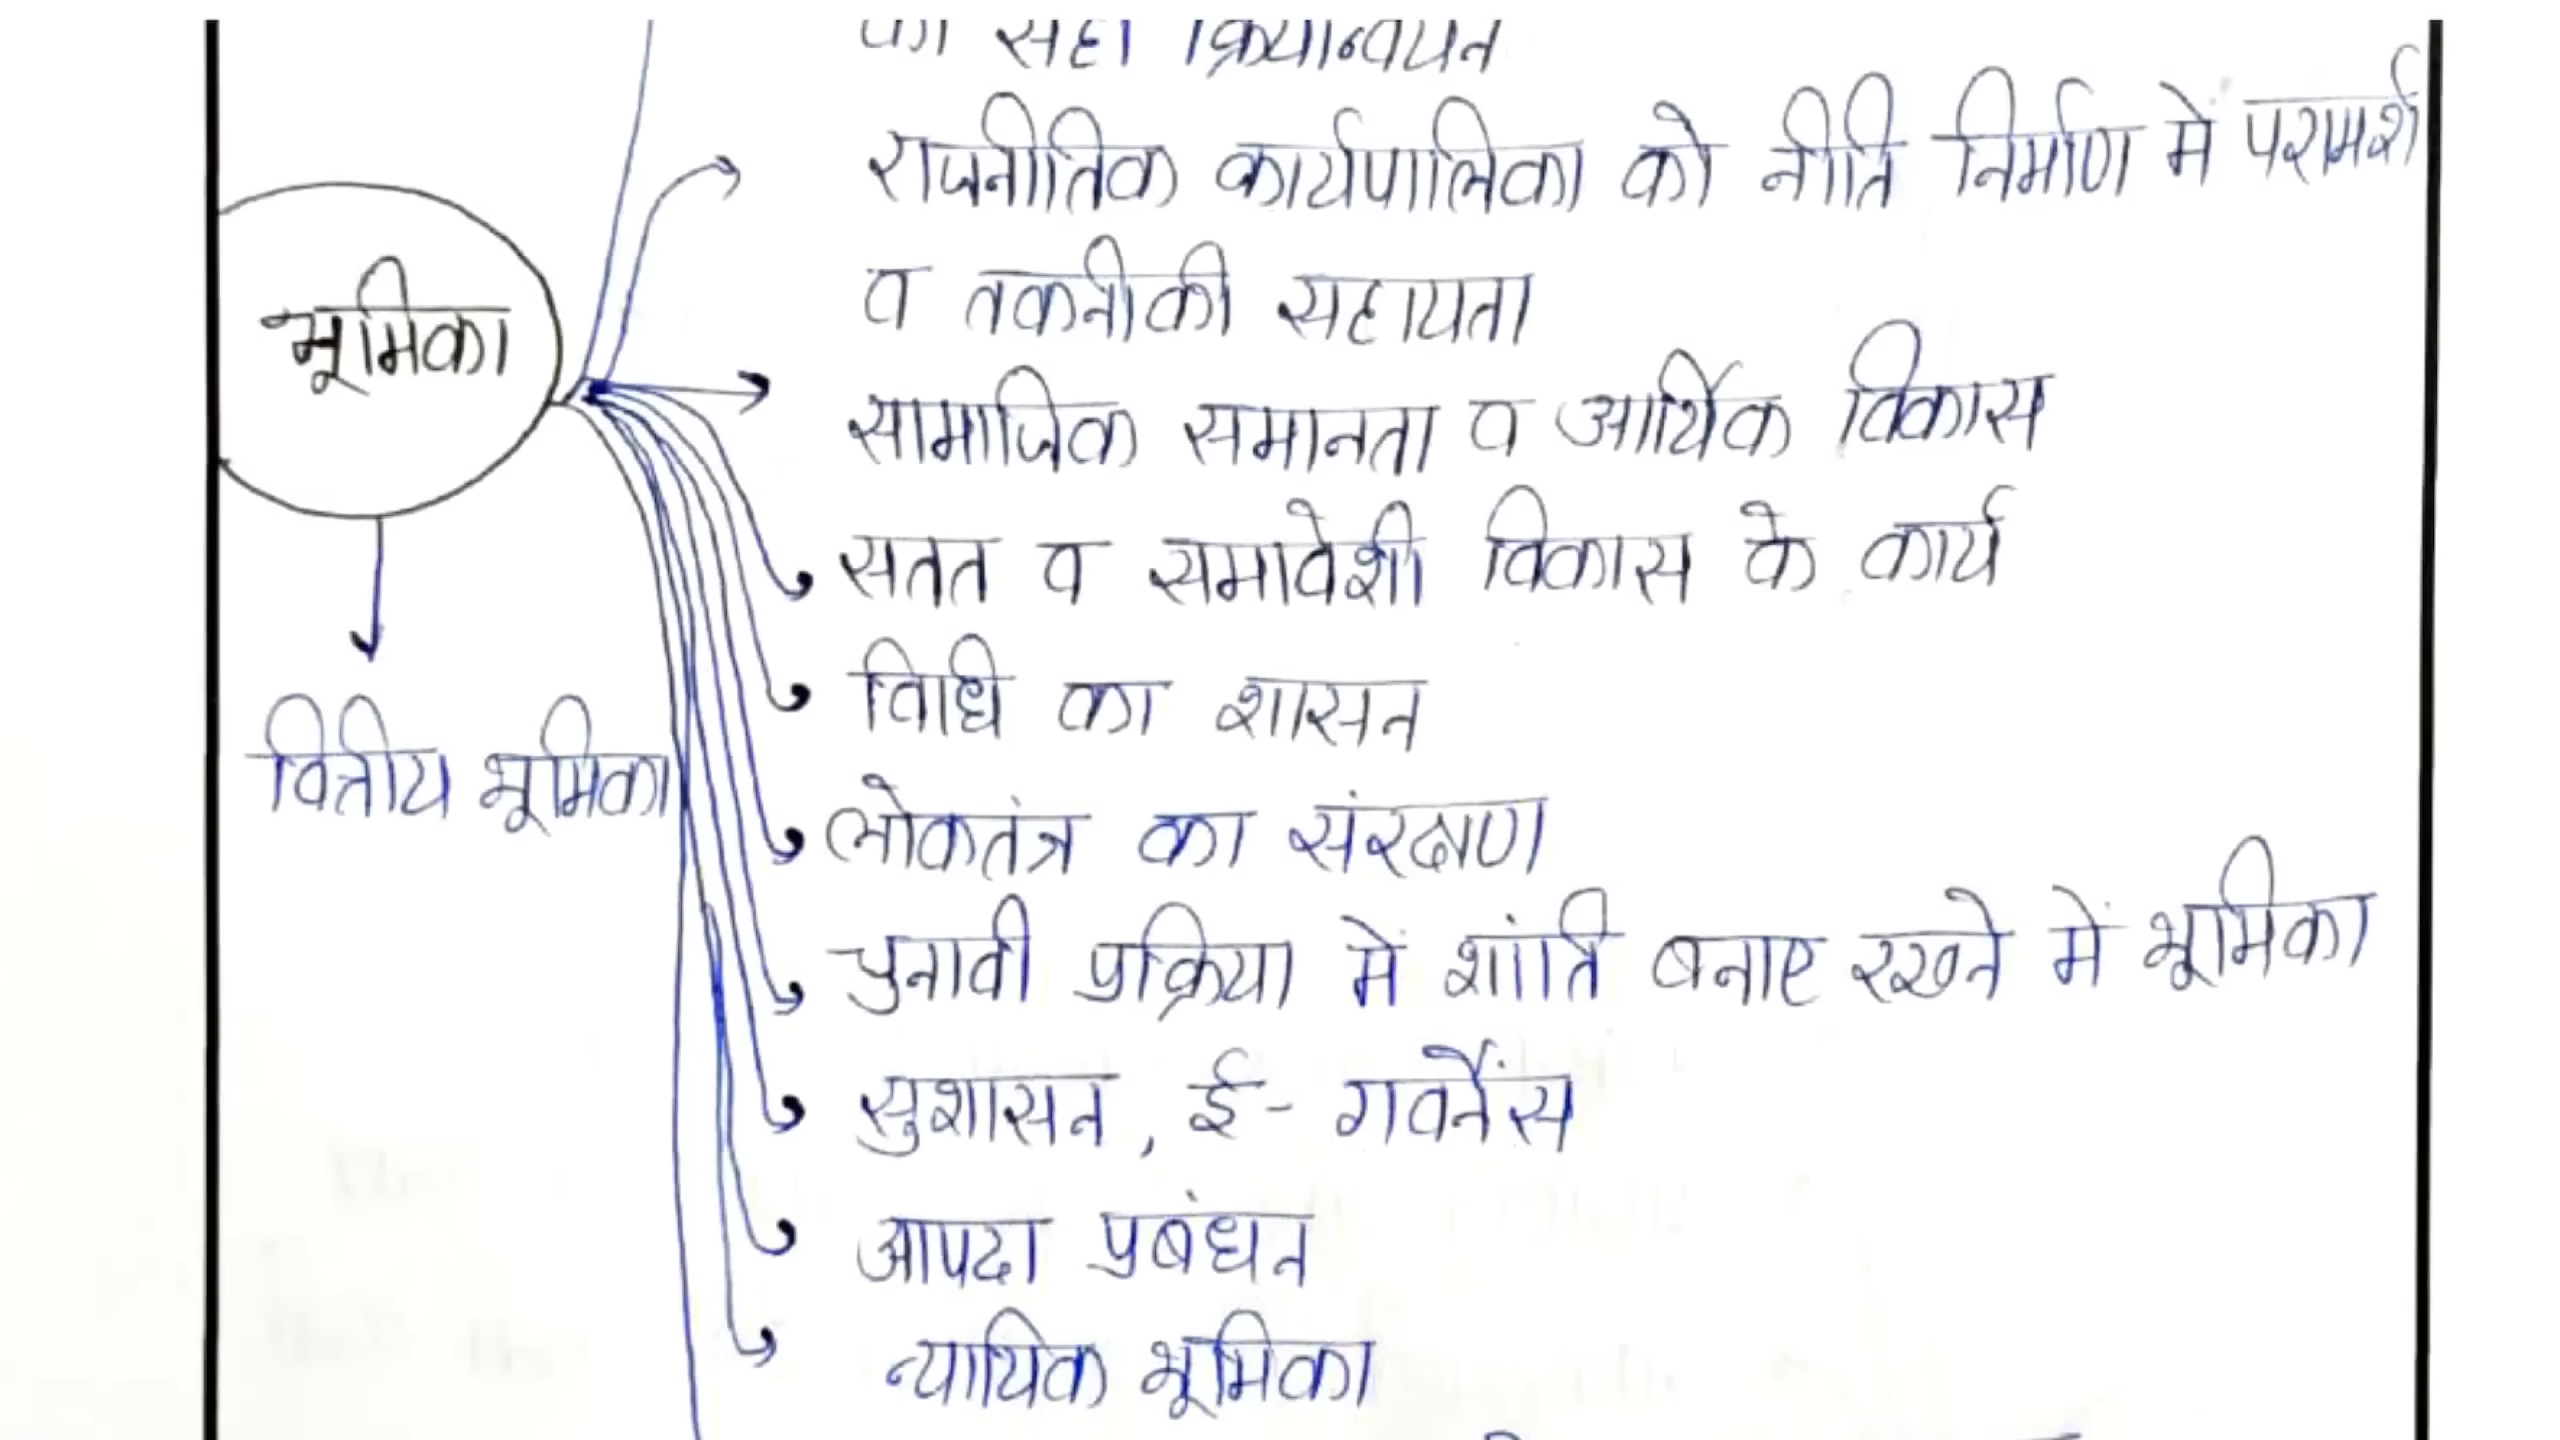 का सही क्रियान्वयन
राजनीतिक कार्यपालिका को नीति निर्माण में परामर्श
व तकनीकी सहायता
भूमिका
सामाजिक समानता व आर्थिक विकास
सतत व समावेशी विकास के कार्य
विधि का शासन
वित्तीय भूमिका
लोकतंत्र का संरक्षण
चुनावी प्रक्रिया में शांति बनाए रखने में भूमिका
सुशासन, ई- गवर्नेंस
आपदा प्रबंधन
न्यायिक भूमिका